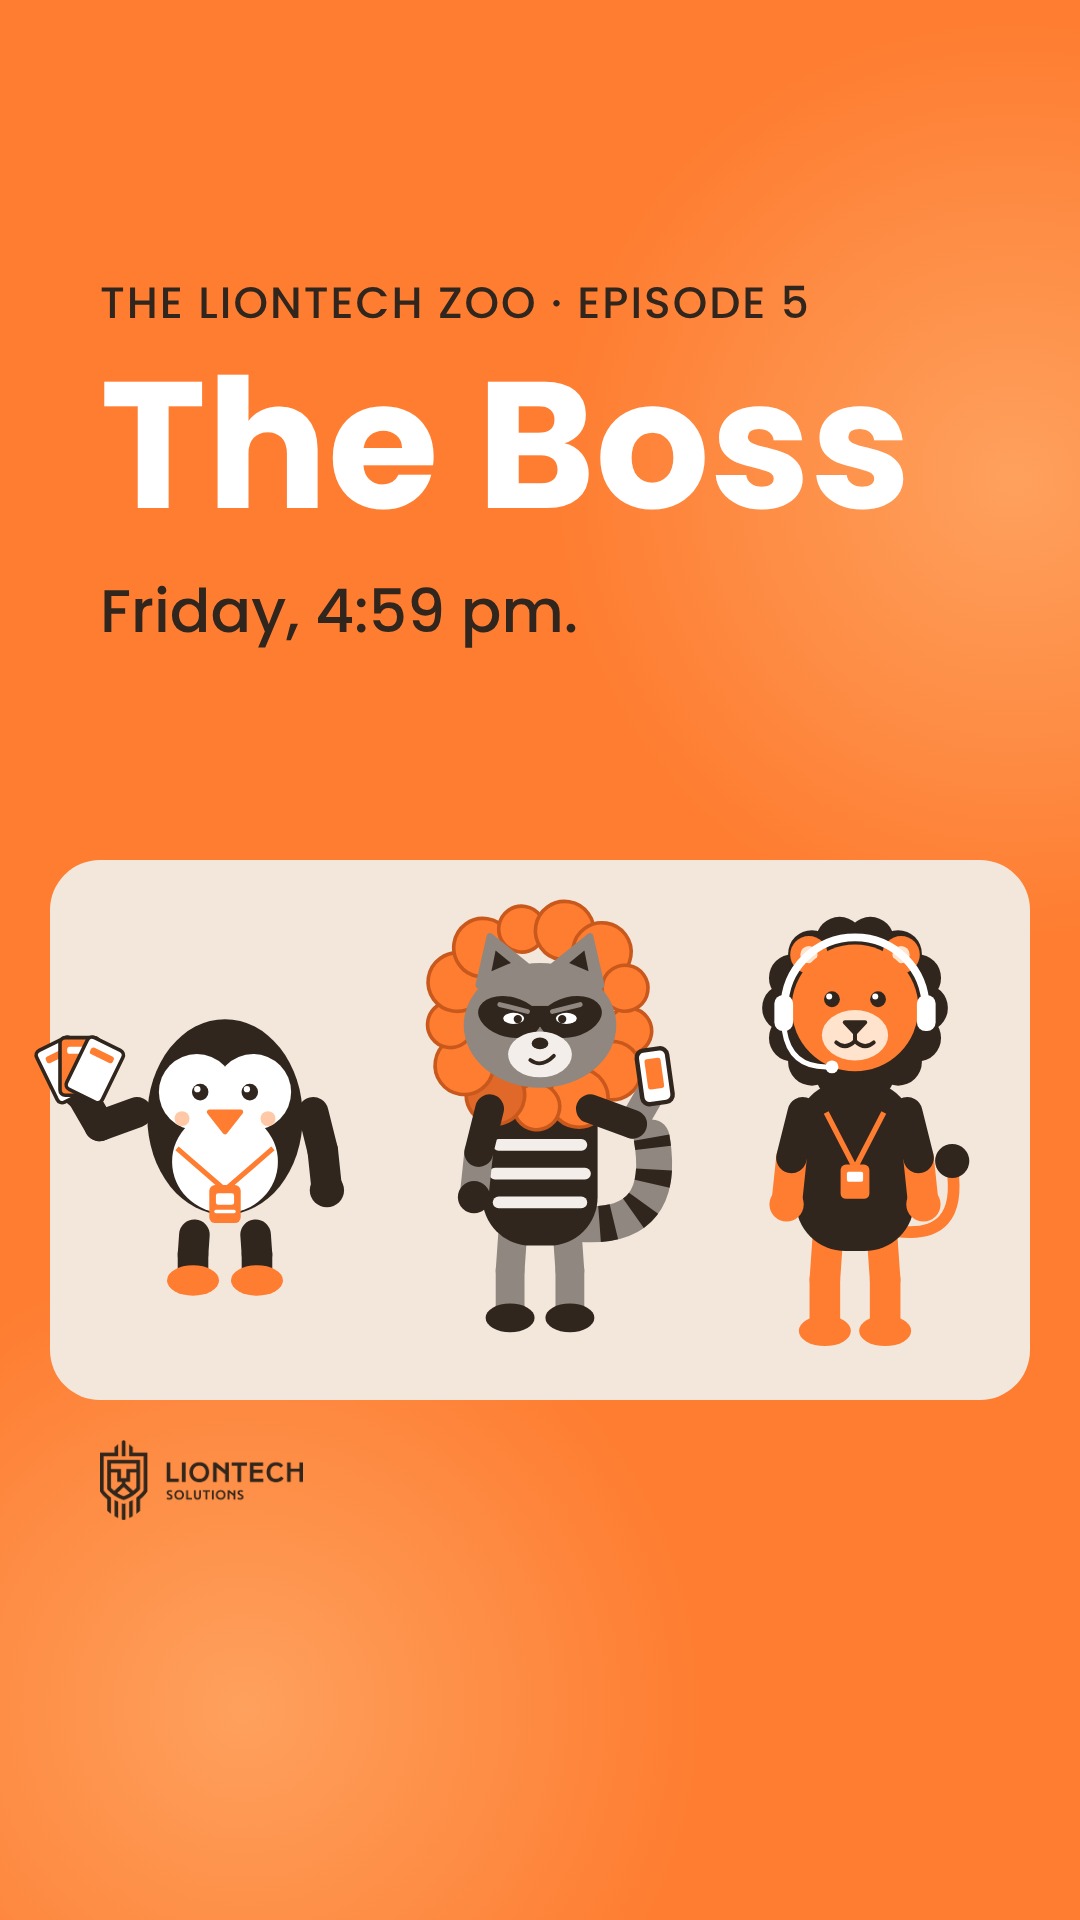 THE LIONTECH ZOO · EPISODE 5
The Boss
Friday, 4:59 pm.
LIONTECH
SOLUTIONS